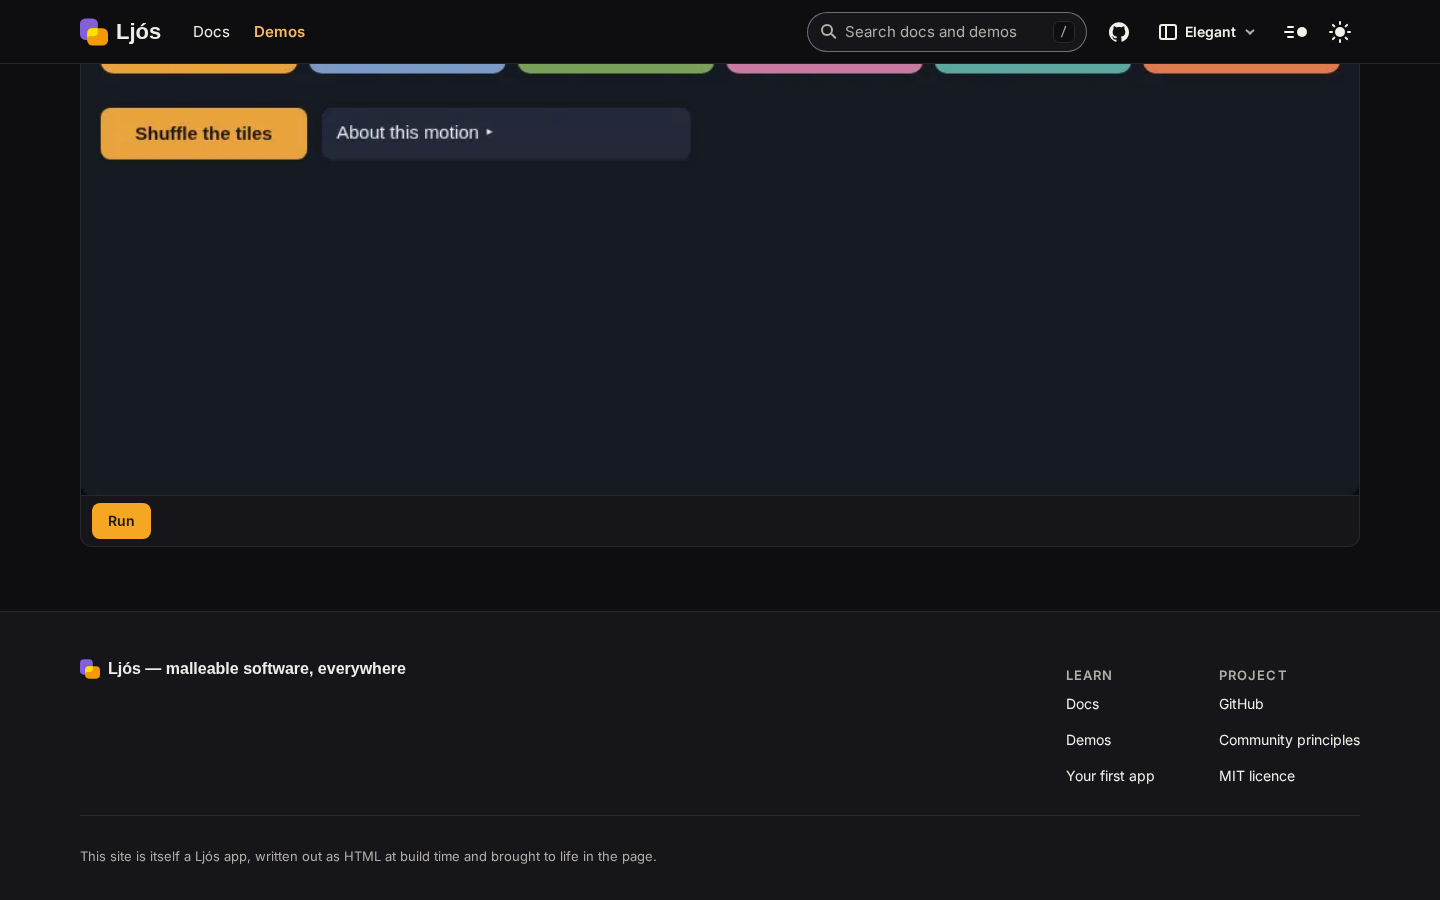 Ljós
Docs
Demos
Search docs and demos
/
Elegant
Shuffle the tiles
About this motion ▸
Run
Ljós — malleable software, everywhere
LEARN
Docs
Demos
Your first app
PROJECT
GitHub
Community principles
MIT licence
This site is itself a Ljós app, written out as HTML at build time and brought to life in the page.